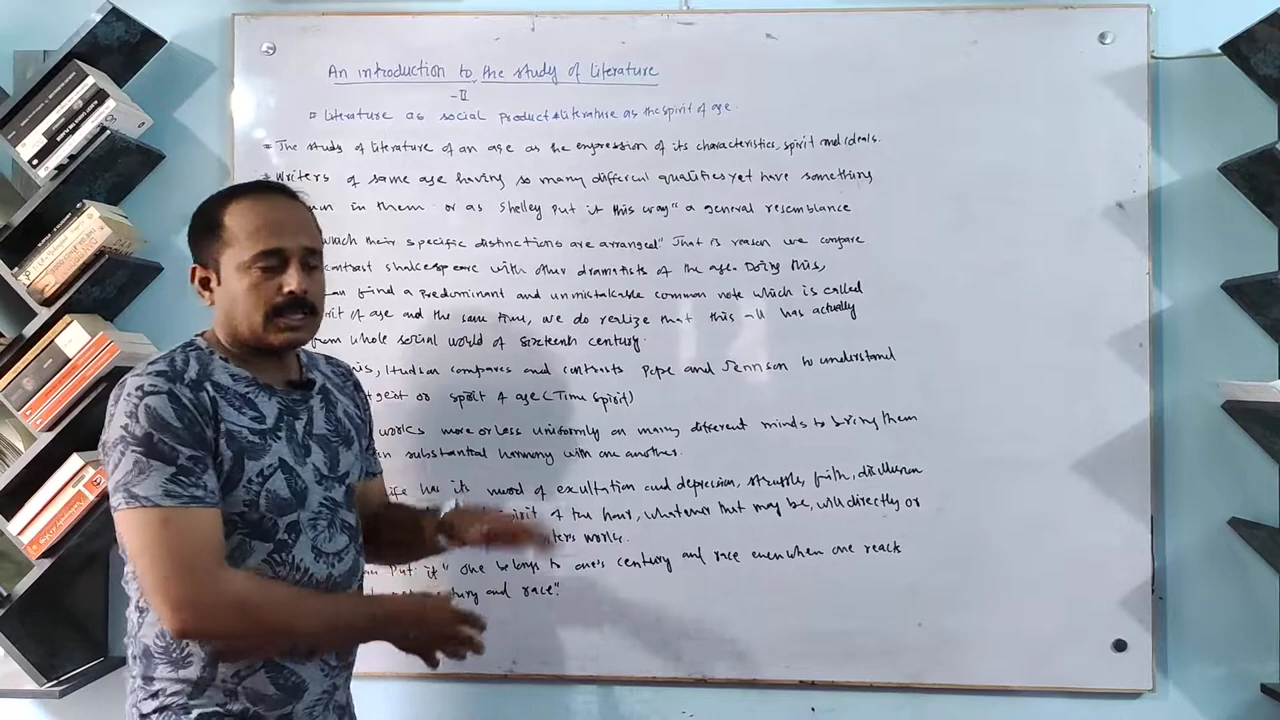 An introduction to the study of literature
-II
= Literature as social product & literature as the spirit of age.
= The study of literature of an age as the expression of its characteristics, spirit and ideals.
* Writers of same age having so many different qualities yet have something
in them or as Shelley put it this way "a general resemblance
which their specific distinctions are arranged." That is reason we compare
contrast shakespeare with other dramatists of the age. Doing this,
find a predominant and unmistakable common note which is called
of age and the same time, we do realize that this -II has actually
whole social world of sixteenth century.
Hudson compares and contrasts Pope and Tennyson to understand
or spirit of age (Time Spirit)
works more or less uniformly on many different minds to bring them
in substantial harmony with one another.
has its mood of exultation and depression, struggle, faith, disillusion
of the hour, whatever that may be, will directly or
works.
put it " one belongs to one's century and race even when one reacts
and race."